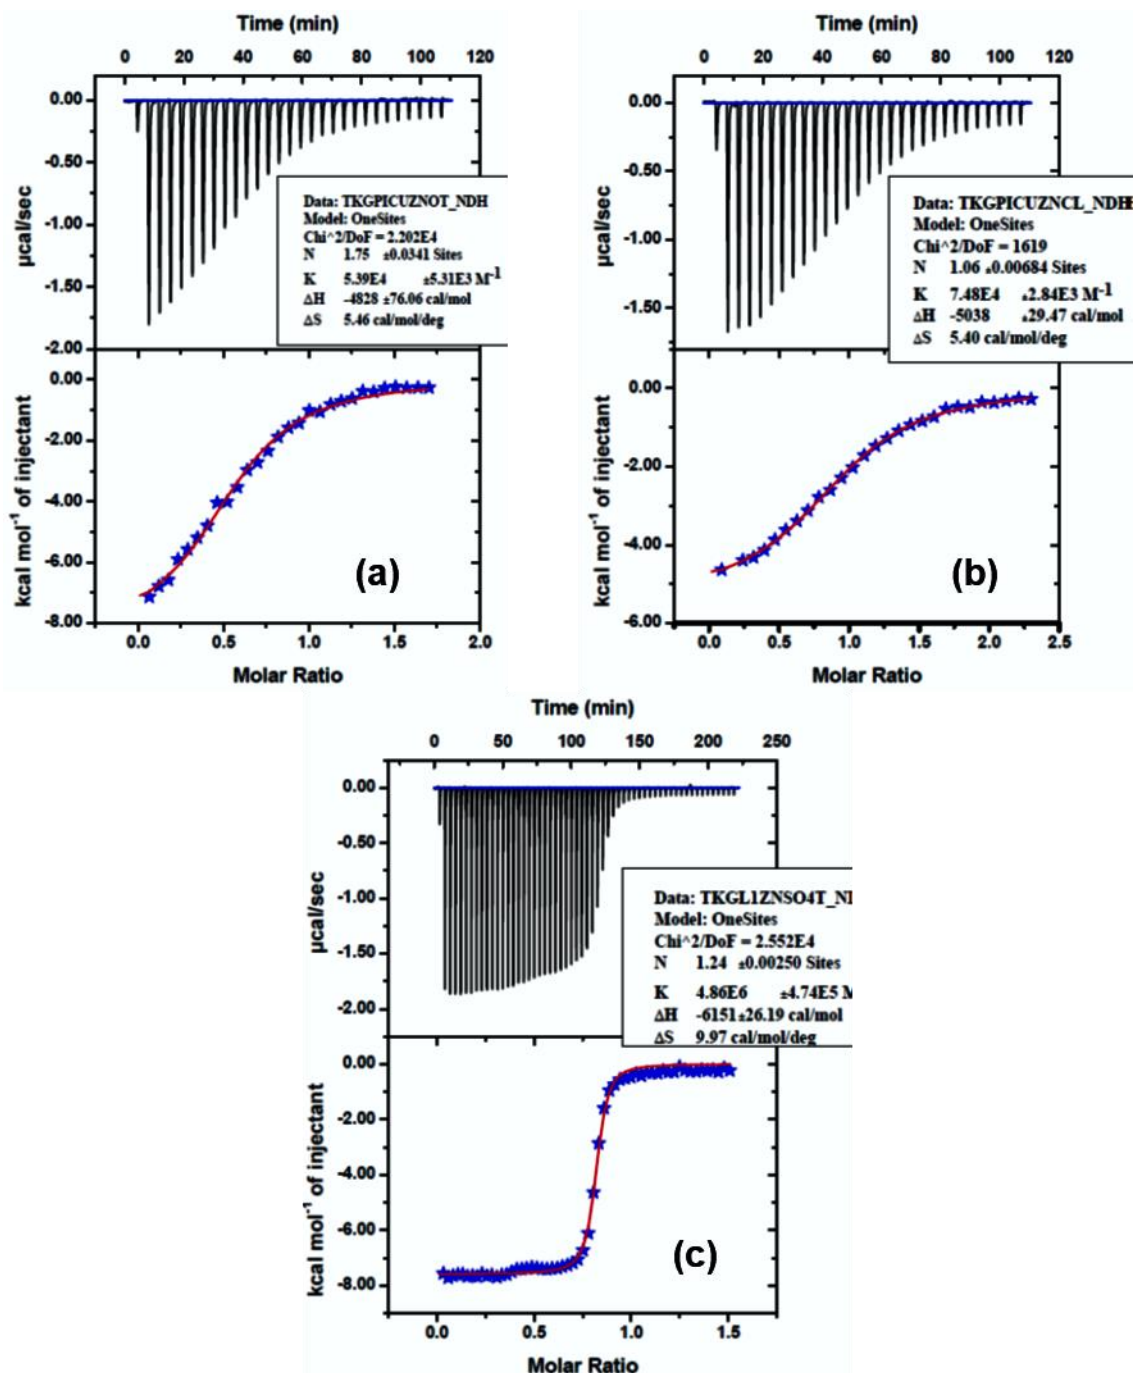 Time (min)
0 20 40 60 80 100 120
0.00
-0.50
-1.00
-1.50
-2.00
µcal/sec
Data: TKGPICUZNOT_NDH
Model: OneSites
Chi^2/DoF = 2.202E4
N 1.75 ±0.0341 Sites
K 5.39E4 ±5.31E3 M-1
ΔH -4828 ±76.06 cal/mol
ΔS 5.46 cal/mol/deg
0.00
-2.00
-4.00
-6.00
-8.00
kcal mol-1 of injectant
(a)
0.0 0.5 1.0 1.5 2.0
Molar Ratio
Time (min)
0 20 40 60 80 100 120
0.00
-0.50
-1.00
-1.50
µcal/sec
Data: TKGPICUZNCL_NDH
Model: OneSites
Chi^2/DoF = 1619
N 1.06 ±0.00684 Sites
K 7.48E4 ±2.84E3 M-1
ΔH -5038 ±29.47 cal/mol
ΔS 5.40 cal/mol/deg
0.00
-2.00
-4.00
-6.00
kcal mol-1 of injectant
(b)
0.0 0.5 1.0 1.5 2.0 2.5
Molar Ratio
Time (min)
0 50 100 150 200 250
0.00
-0.50
-1.00
-1.50
-2.00
µcal/sec
Data: TKGL1ZNSO4T_NI
Model: OneSites
Chi^2/DoF = 2.552E4
N 1.24 ±0.00250 Sites
K 4.86E6 ±4.74E5 M
ΔH -6151±26.19 cal/mol
ΔS 9.97 cal/mol/deg
0.00
-2.00
-4.00
-6.00
-8.00
kcal mol-1 of injectant
(c)
0.0 0.5 1.0 1.5
Molar Ratio